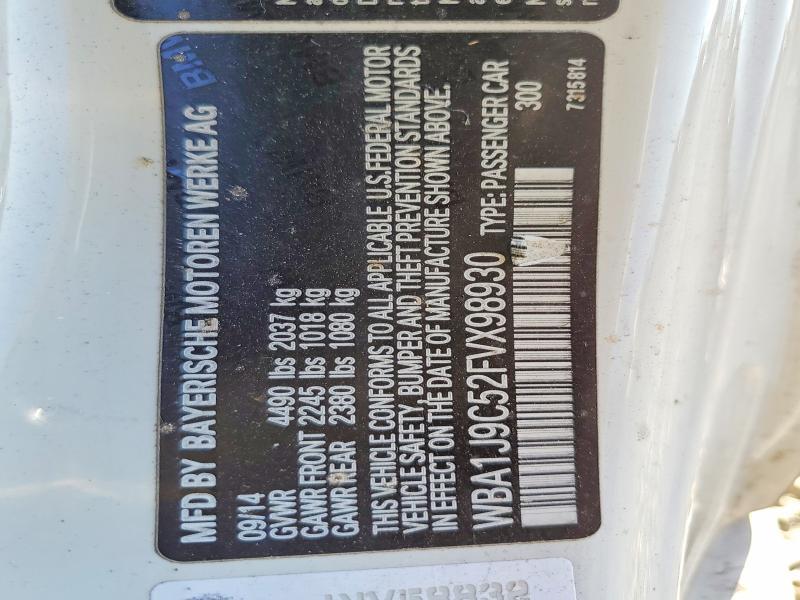 MFD BY BAYERISCHE MOTOREN WERKE AG
09/14
GVWR 4490 lbs 2037 kg
GAWR FRONT 2245 lbs 1018 kg
GAWR REAR 2380 lbs 1080 kg
THIS VEHICLE CONFORMS TO ALL APPLICABLE U.S. FEDERAL MOTOR
VEHICLE SAFETY, BUMPER AND THEFT PREVENTION STANDARDS
IN EFFECT ON THE DATE OF MANUFACTURE SHOWN ABOVE.
WBA1J9C52FVX98930 TYPE: PASSENGER CAR
300
7315814